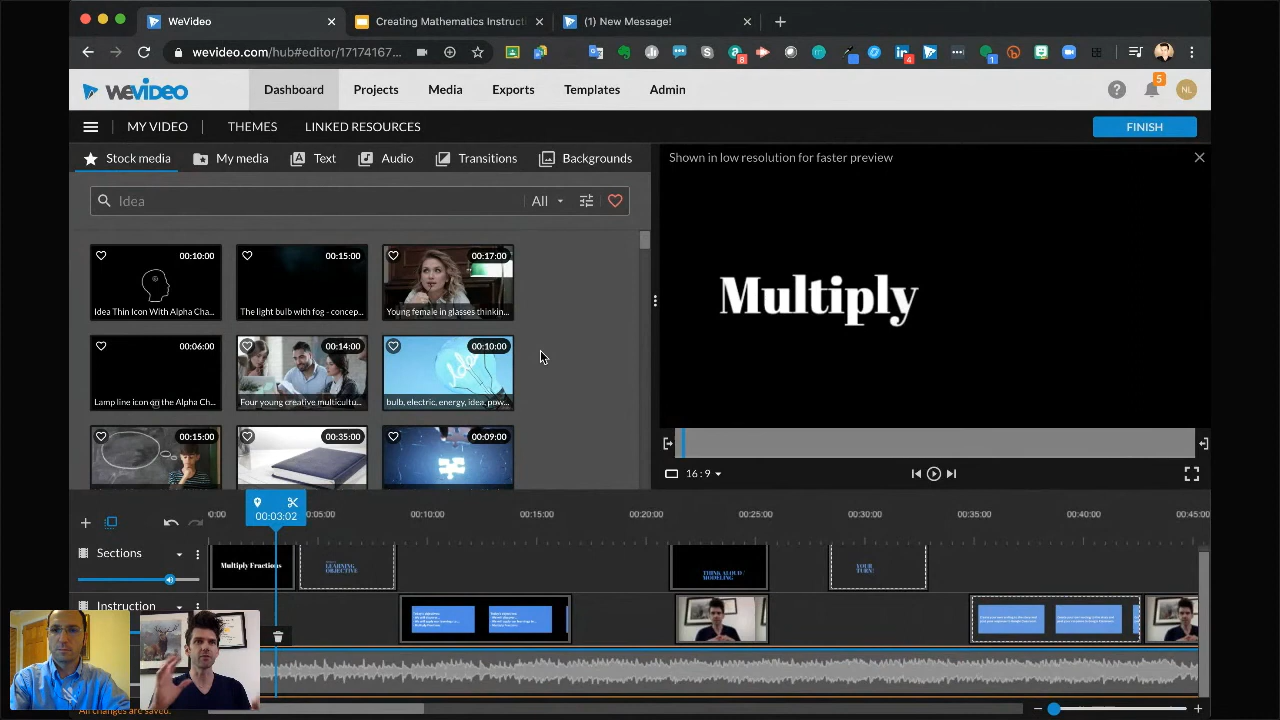 WeVideo
Creating Mathematics Instructi
(1) New Message!
wevideo.com/hub#editor/17174167...
8
4
1
WEVIDEO
Dashboard
Projects
Media
Exports
Templates
Admin
5
NL
MY VIDEO
THEMES
LINKED RESOURCES
FINISH
Stock media
My media
Text
Audio
Transitions
Backgrounds
Shown in low resolution for faster preview
Idea
All
00:10:00
Idea Thin Icon With Alpha Cha...
00:15:00
The light bulb with fog - concep...
00:17:00
Young female in glasses thinkin...
00:06:00
Lamp line icon on the Alpha Ch...
00:14:00
Four young creative multicultu...
00:10:00
bulb, electric, energy, idea, pow...
00:15:00
00:35:00
00:09:00
Multiply
16:9
00:03:02
0:00
0:05:00
00:10:00
00:15:00
00:20:00
00:25:00
00:30:00
00:35:00
00:40:00
00:45:00
Sections
Multiply Fractions
LEARNING
OBJECTIVE
THINK ALOUD/
MODELING
YOUR
TURN!
Instruction
All changes are saved.